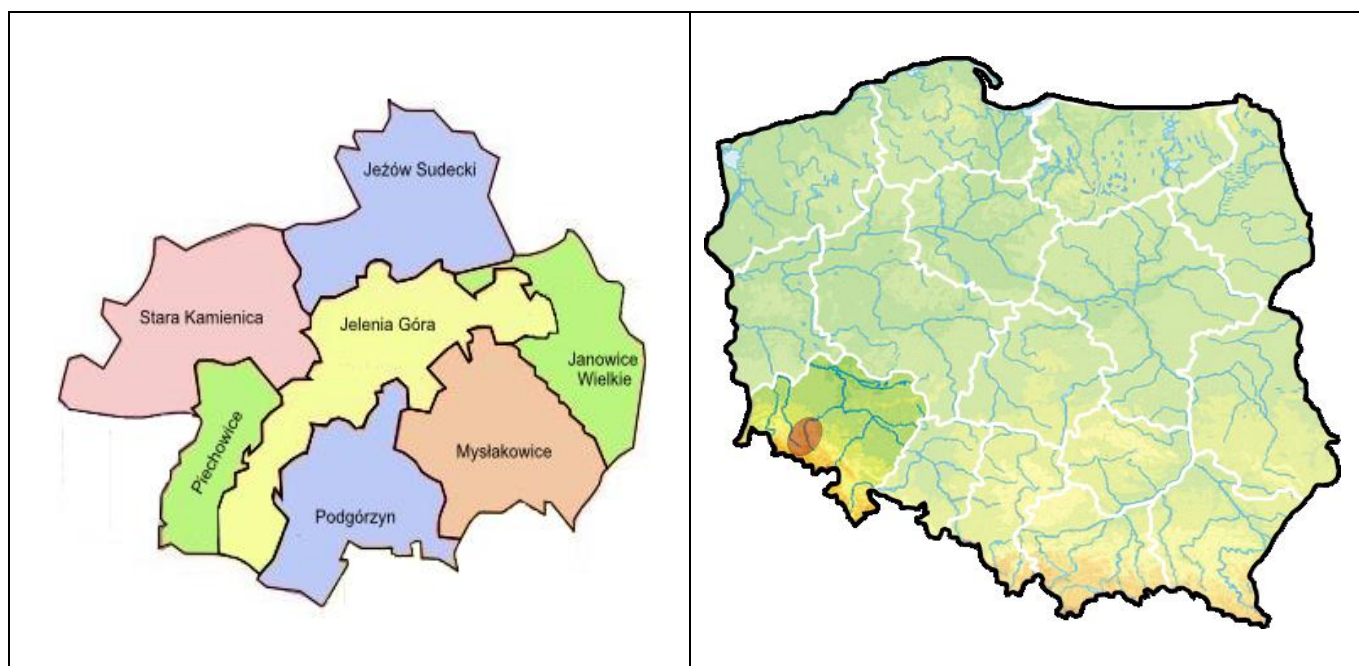 Jeżów Sudecki
Stara Kamienica
Jelenia Góra
Janowice
Wielkie
Piechowice
Mysłakowice
Podgórzyn